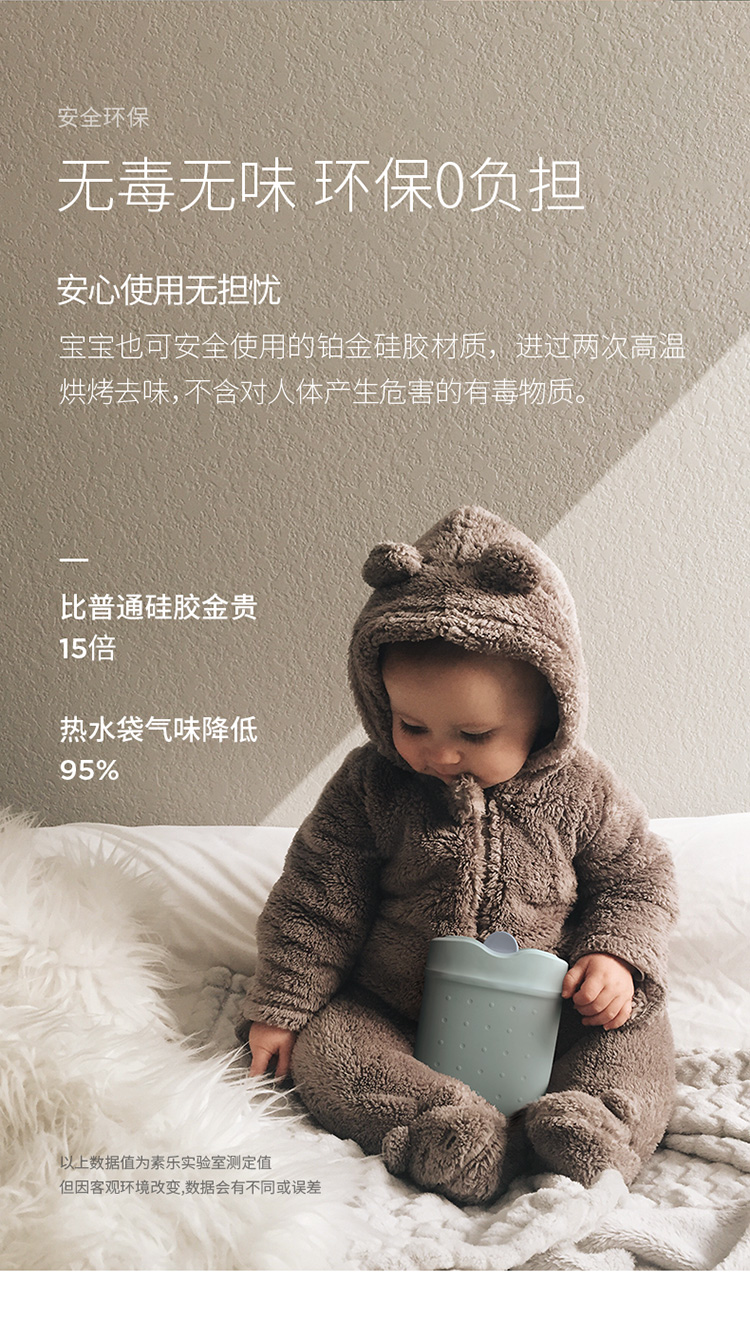 安全环保
无毒无味 环保0负担
安心使用无担忧
宝宝也可安全使用的铂金硅胶材质，进过两次高温
烘烤去味，不含对人体产生危害的有毒物质。
比普通硅胶金贵
15倍
热水袋气味降低
95%
以上数据值为素乐实验室测定值
但因客观环境改变,数据会有不同或误差